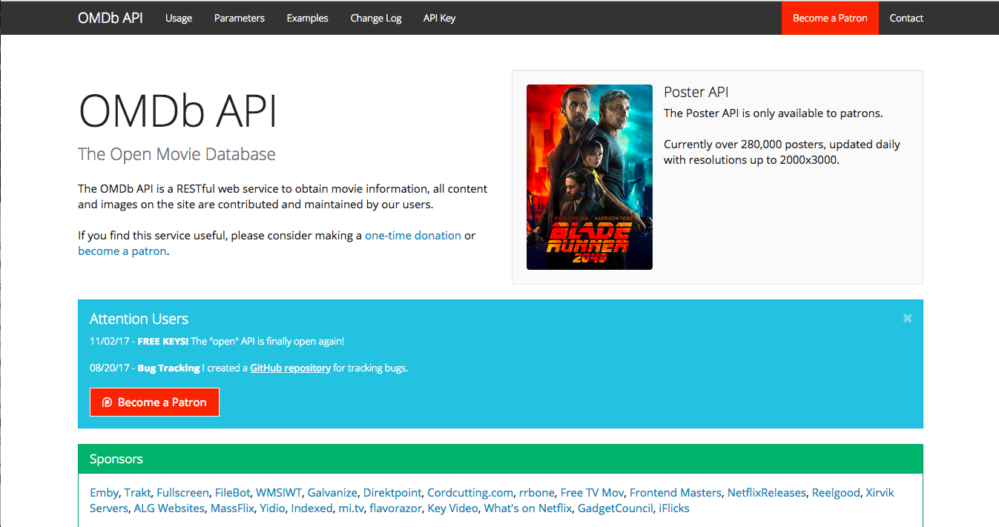 OMDb API Usage Parameters Examples Change Log API Key Become a Patron Contact
OMDb API
The Open Movie Database
The OMDb API is a RESTful web service to obtain movie information, all content
and images on the site are contributed and maintained by our users.
If you find this service useful, please consider making a one-time donation or
become a patron.
RYAN GOSLING / HARRISON FORD
BLADE
RUNNER
2049
Poster API
The Poster API is only available to patrons.
Currently over 280,000 posters, updated daily
with resolutions up to 2000x3000.
Attention Users
11/02/17 - FREE KEYS! The "open" API is finally open again!
08/20/17 - Bug Tracking I created a GitHub repository for tracking bugs.
Become a Patron
Sponsors
Emby, Trakt, Fullscreen, FileBot, WMSIWT, Galvanize, Direktpoint, Cordcutting.com, rrbone, Free TV Mov, Frontend Masters, NetflixReleases, Reelgood, Xirvik
Servers, ALG Websites, MassFlix, Yidio, Indexed, mi.tv, flavorazor, Key Video, What's on Netflix, GadgetCouncil, iFlicks